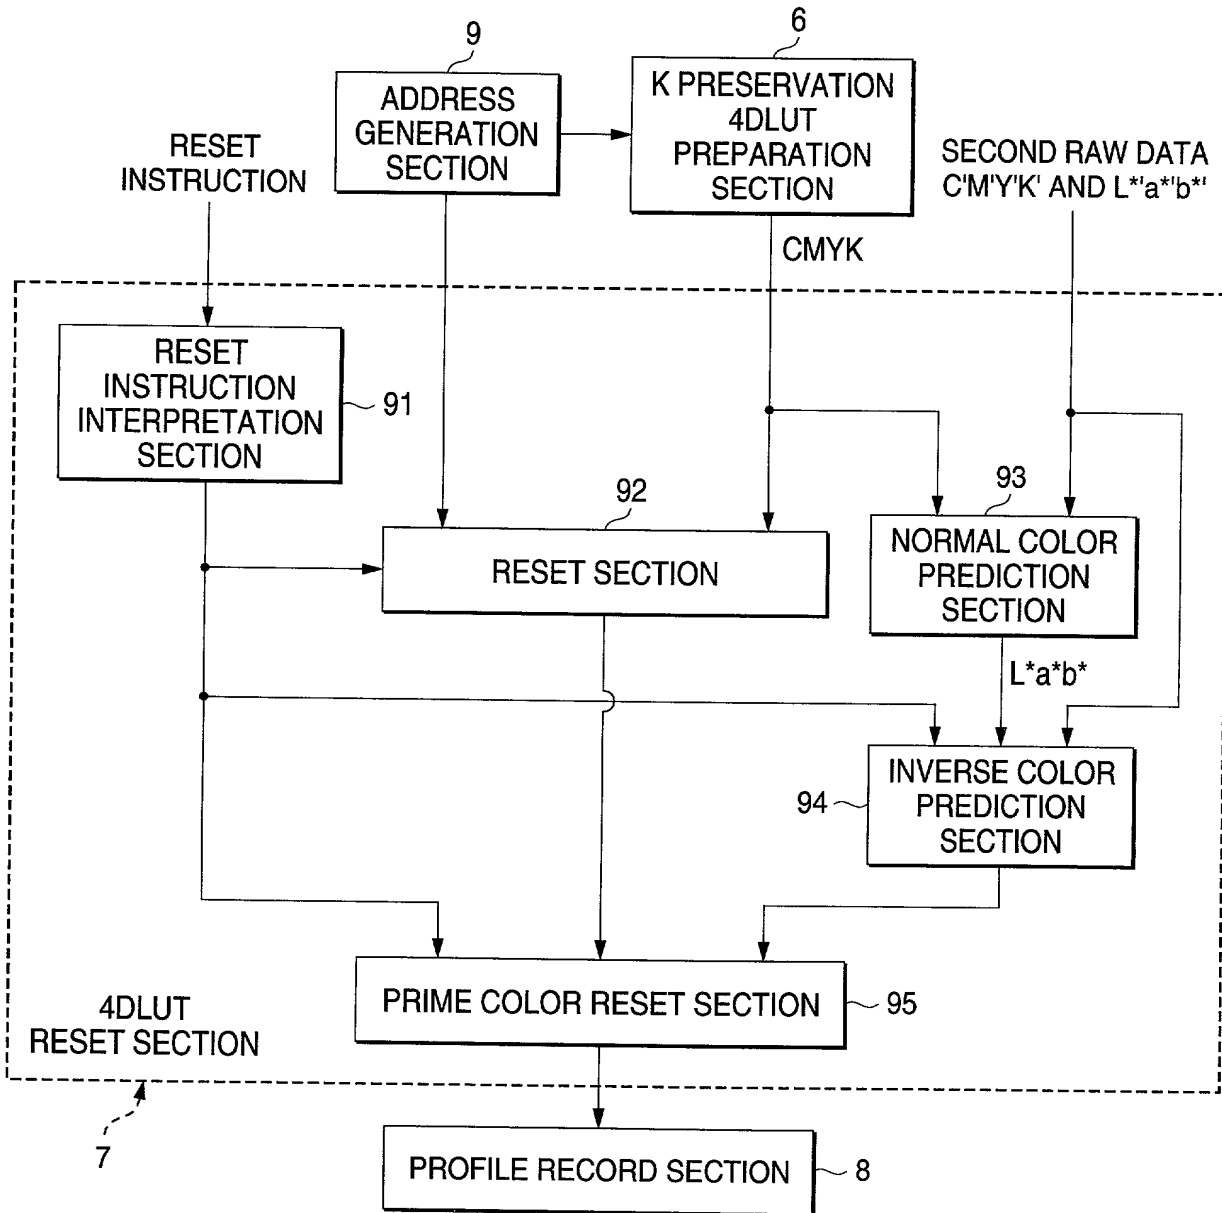 9
6
ADDRESS
GENERATION
SECTION
K PRESERVATION
4DLUT
PREPARATION
SECTION
RESET
INSTRUCTION
SECOND RAW DATA
C'M'Y'K' AND L*'a*'b*'
CMYK
RESET
INSTRUCTION
INTERPRETATION
SECTION
91
92
RESET SECTION
93
NORMAL COLOR
PREDICTION
SECTION
L*a*b*
94
INVERSE COLOR
PREDICTION
SECTION
PRIME COLOR RESET SECTION
95
4DLUT
RESET SECTION
7
PROFILE RECORD SECTION
8